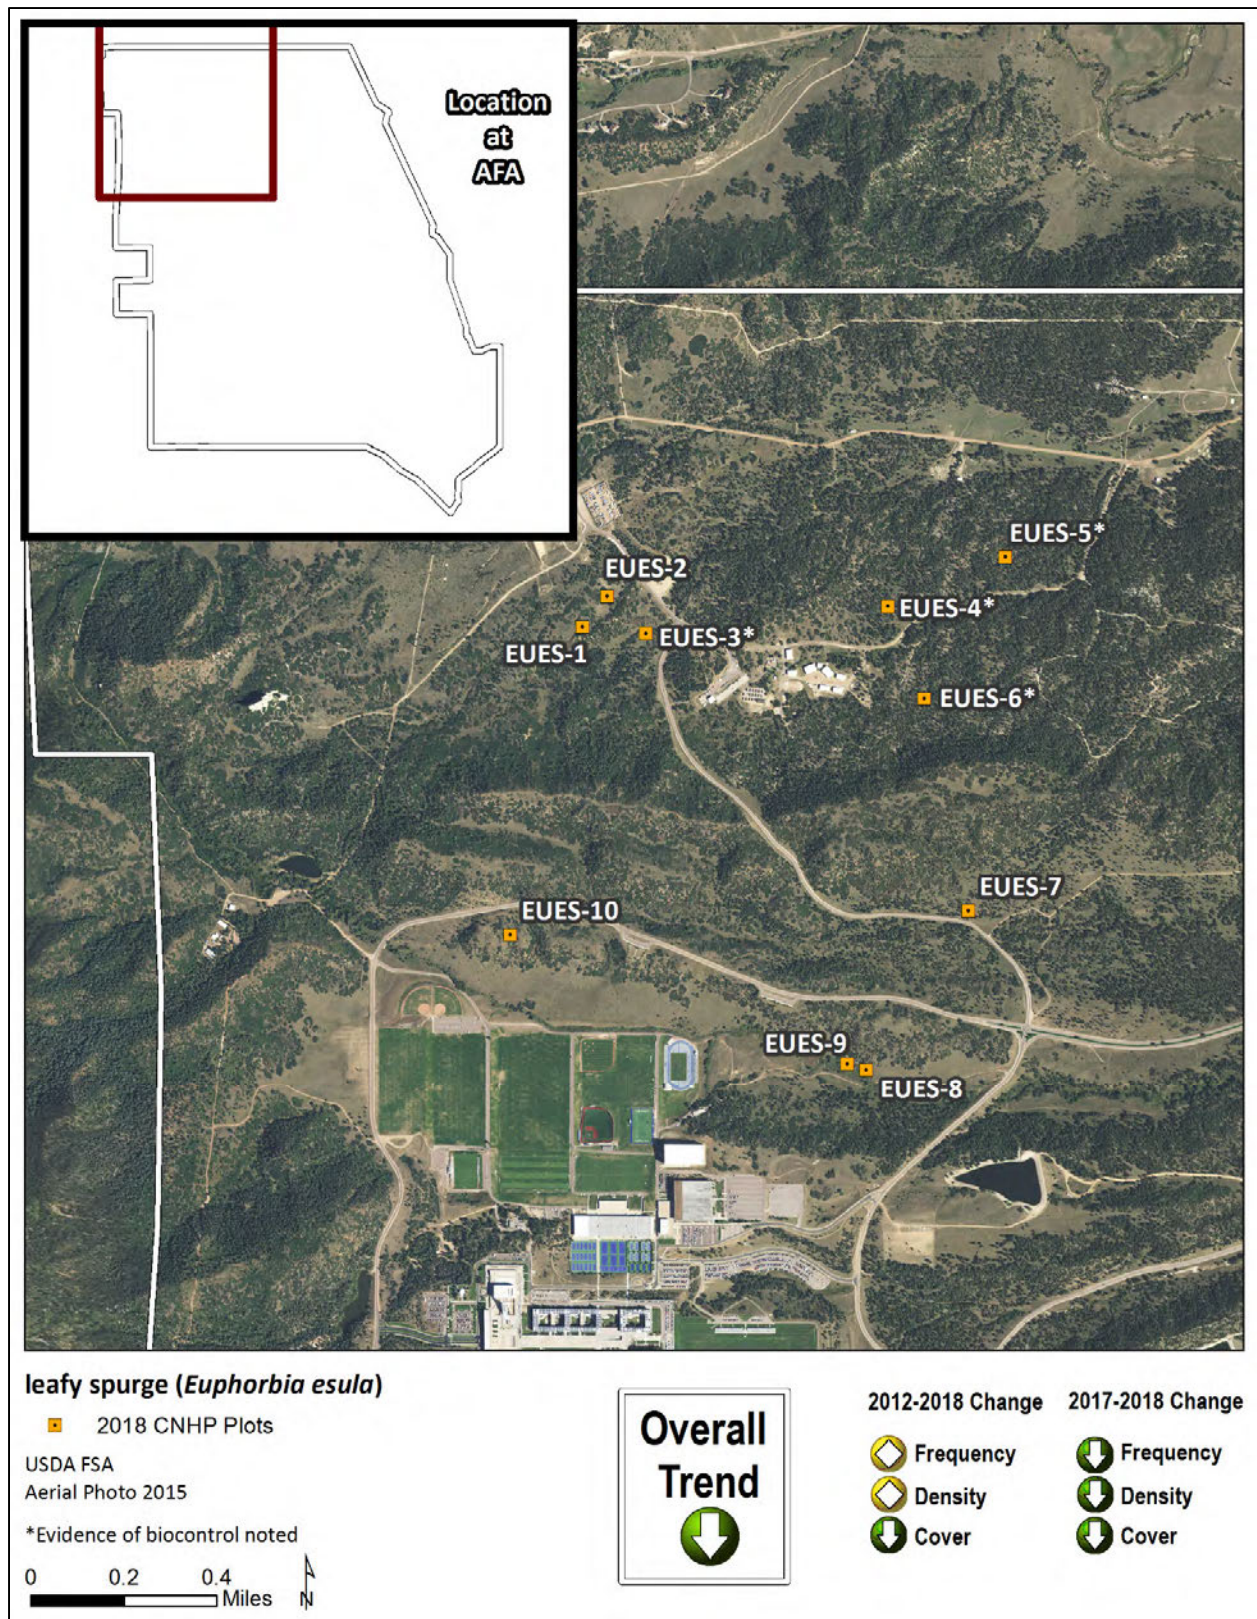 Location
at
AFA
EUES-5*
EUES-2
EUES-4*
EUES-3*
EUES-1
EUES-6*
EUES-7
EUES-10
EUES-9
EUES-8
leafy spurge (Euphorbia esula)
2018 CNHP Plots
USDA FSA
Aerial Photo 2015
*Evidence of biocontrol noted
0 0.2 0.4
Miles
N
Overall
Trend
2012-2018 Change
Frequency
Density
Cover
2017-2018 Change
Frequency
Density
Cover